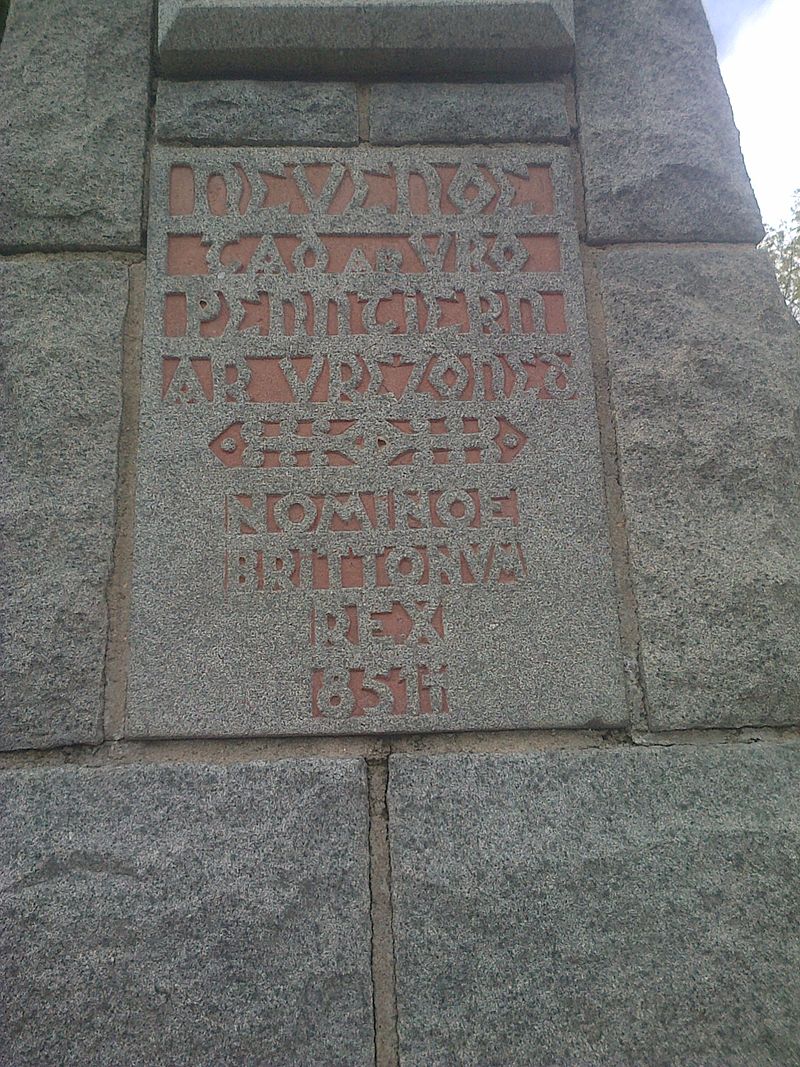 NEVENOE
TAD AR VRO
PENNTIERN
AR VREZONED
NOMINOE
BRITTONVM
REX
851